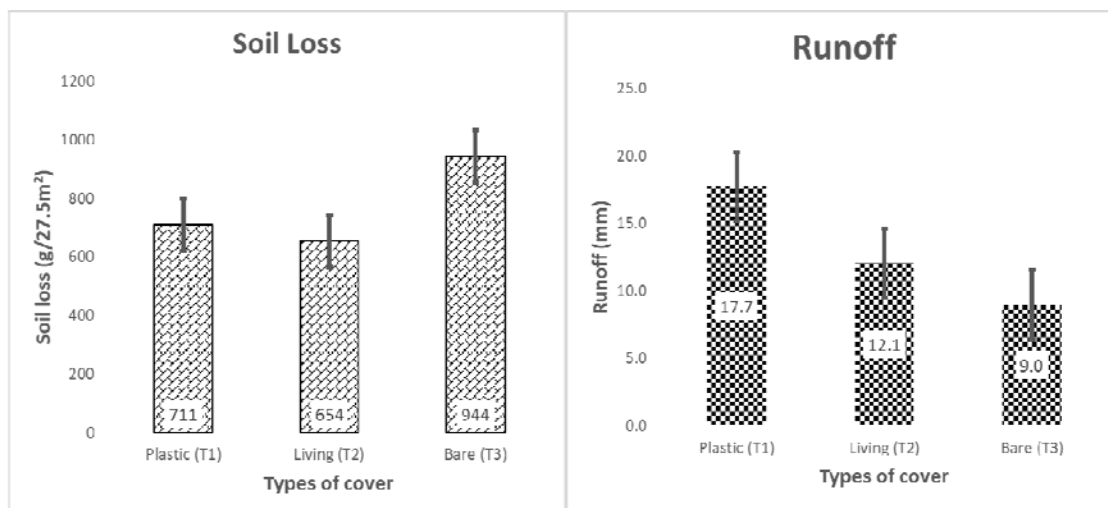 Soil Loss
Soil loss (g/27.5m²)
1200
1000
800
600
400
200
0
711
654
944
Plastic (T1)
Living (T2)
Bare (T3)
Types of cover
Runoff
Runoff (mm)
25.0
20.0
15.0
10.0
5.0
0.0
17.7
12.1
9.0
Plastic (T1)
Living (T2)
Bare (T3)
Types of cover